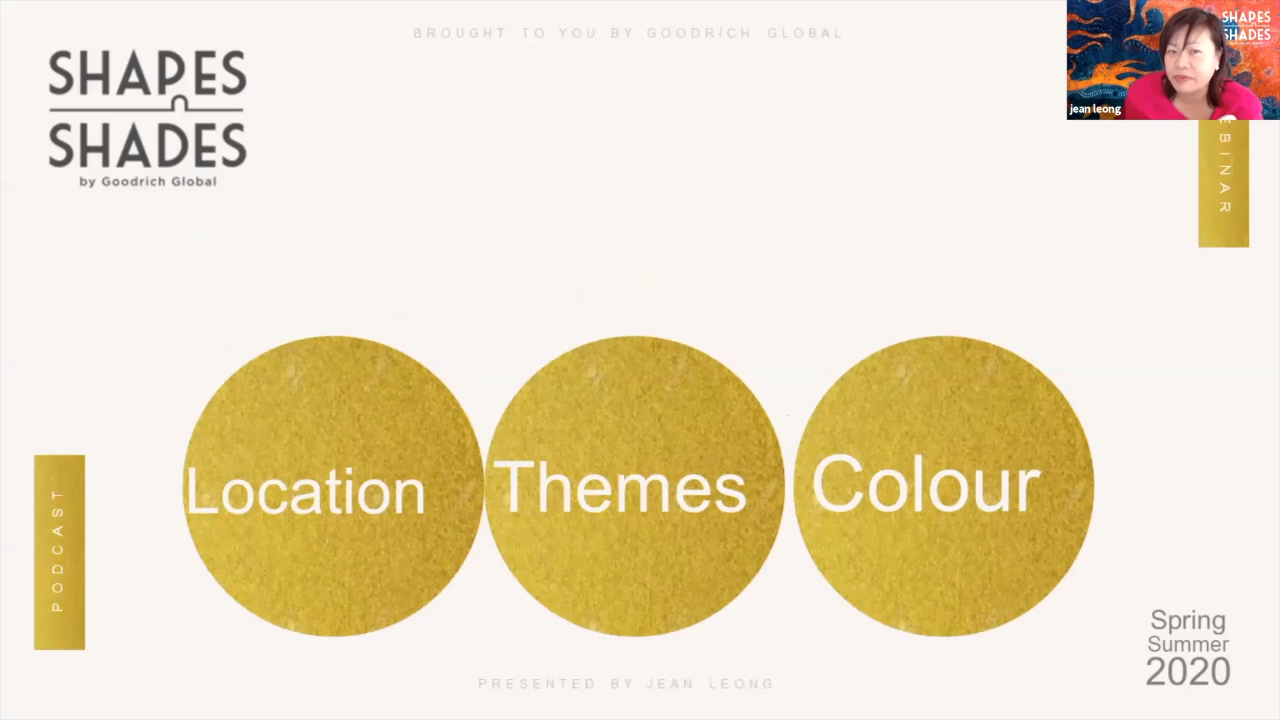 BROUGHT TO YOU BY GOODRICH GLOBAL
SHAPES
SHADES
by Goodrich Global
SHAPES
SHADES
jean leong
EBINAR
Location
Themes
Colour
PODCAST
Spring
Summer
2020
PRESENTED BY JEAN LEONG